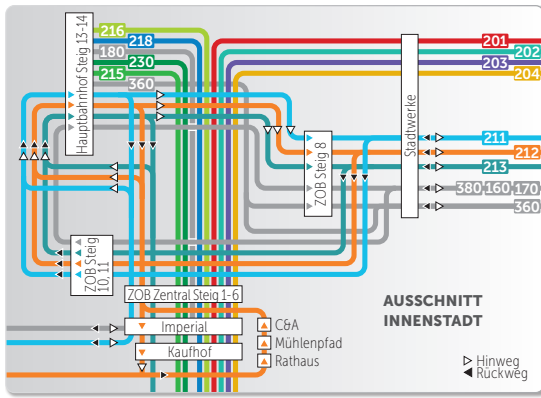 216
218
180
230
215
360
Hauptbahnhof Steig 13-14
201
202
203
204
Stadtwerke
ZOB Steig 8
211
212
213
380 160 170
360
ZOB Steig
10, 11
ZOB Zentral Steig 1-6
Imperial
Kaufhof
C&A
Mühlenpfad
Rathaus
AUSSCHNITT
INNENSTADT
Hinweg
Rückweg